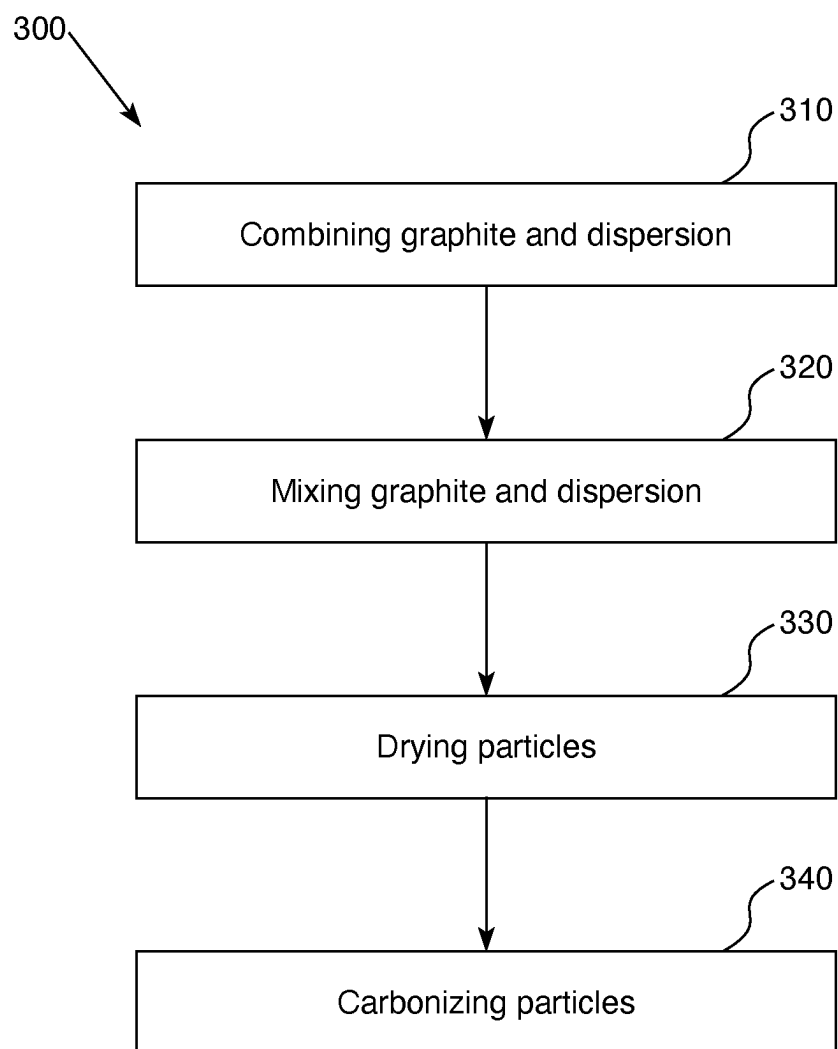 300
310
Combining graphite and dispersion
320
Mixing graphite and dispersion
330
Drying particles
340
Carbonizing particles